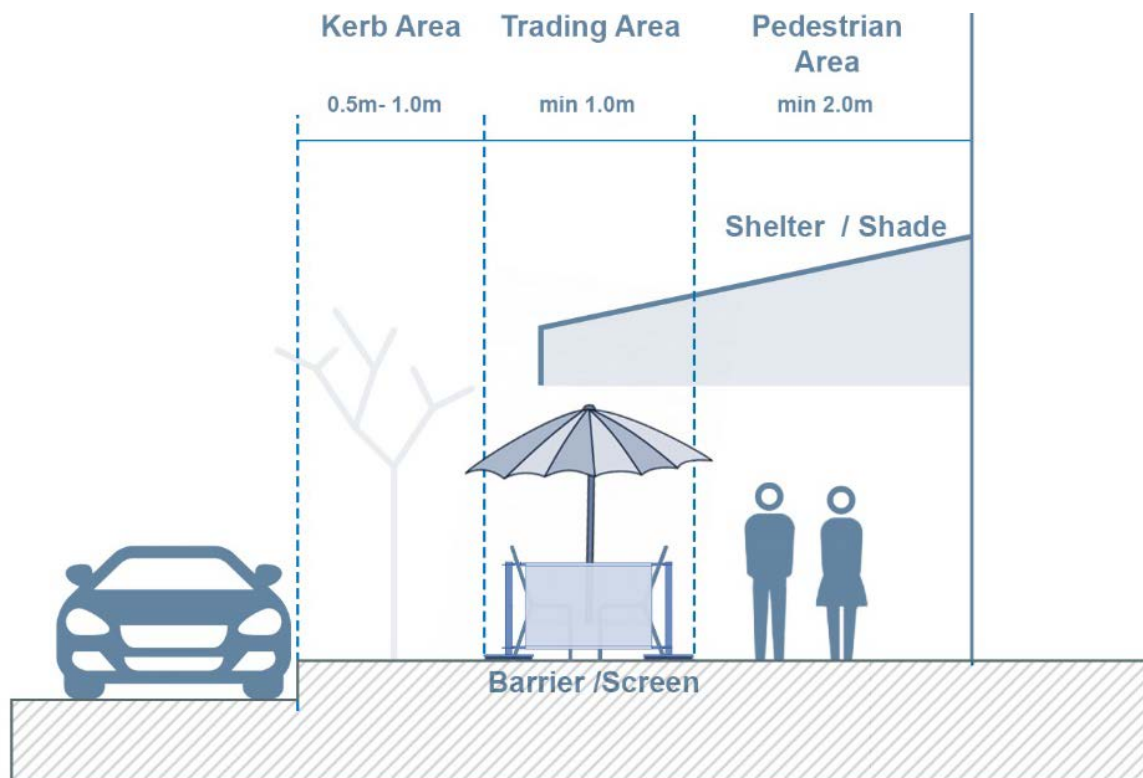 Kerb Area
Trading Area
Pedestrian
Area
0.5m- 1.0m
min 1.0m
min 2.0m
Shelter / Shade
Barrier /Screen